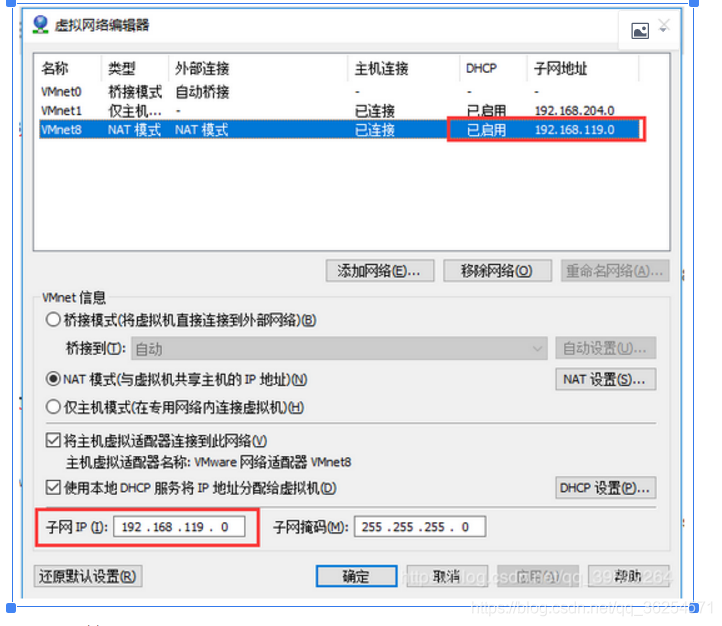 虚拟网络编辑器
名称 类型 外部连接 主机连接 DHCP 子网地址
VMnet0 桥接模式 自动桥接 - - -
VMnet1 仅主机... - 已连接 已启用 192.168.204.0
VMnet8 NAT 模式 NAT 模式 已连接 已启用 192.168.119.0
添加网络(E)... 移除网络(O) 重命名网络(A)...
VMnet 信息
桥接模式(将虚拟机直接连接到外部网络)(B)
桥接到(T): 自动 自动设置(U)...
NAT 模式(与虚拟机共享主机的 IP 地址)(N) NAT 设置(S)...
仅主机模式(在专用网络内连接虚拟机)(H)
将主机虚拟适配器连接到此网络(V)
主机虚拟适配器名称: VMware 网络适配器 VMnet8
使用本地 DHCP 服务将 IP 地址分配给虚拟机(D) DHCP 设置(P)...
子网 IP (I): 192 .168 .119 . 0 子网掩码(M): 255 .255 .255 . 0
还原默认设置(R) 确定 取消 应用(A) 帮助